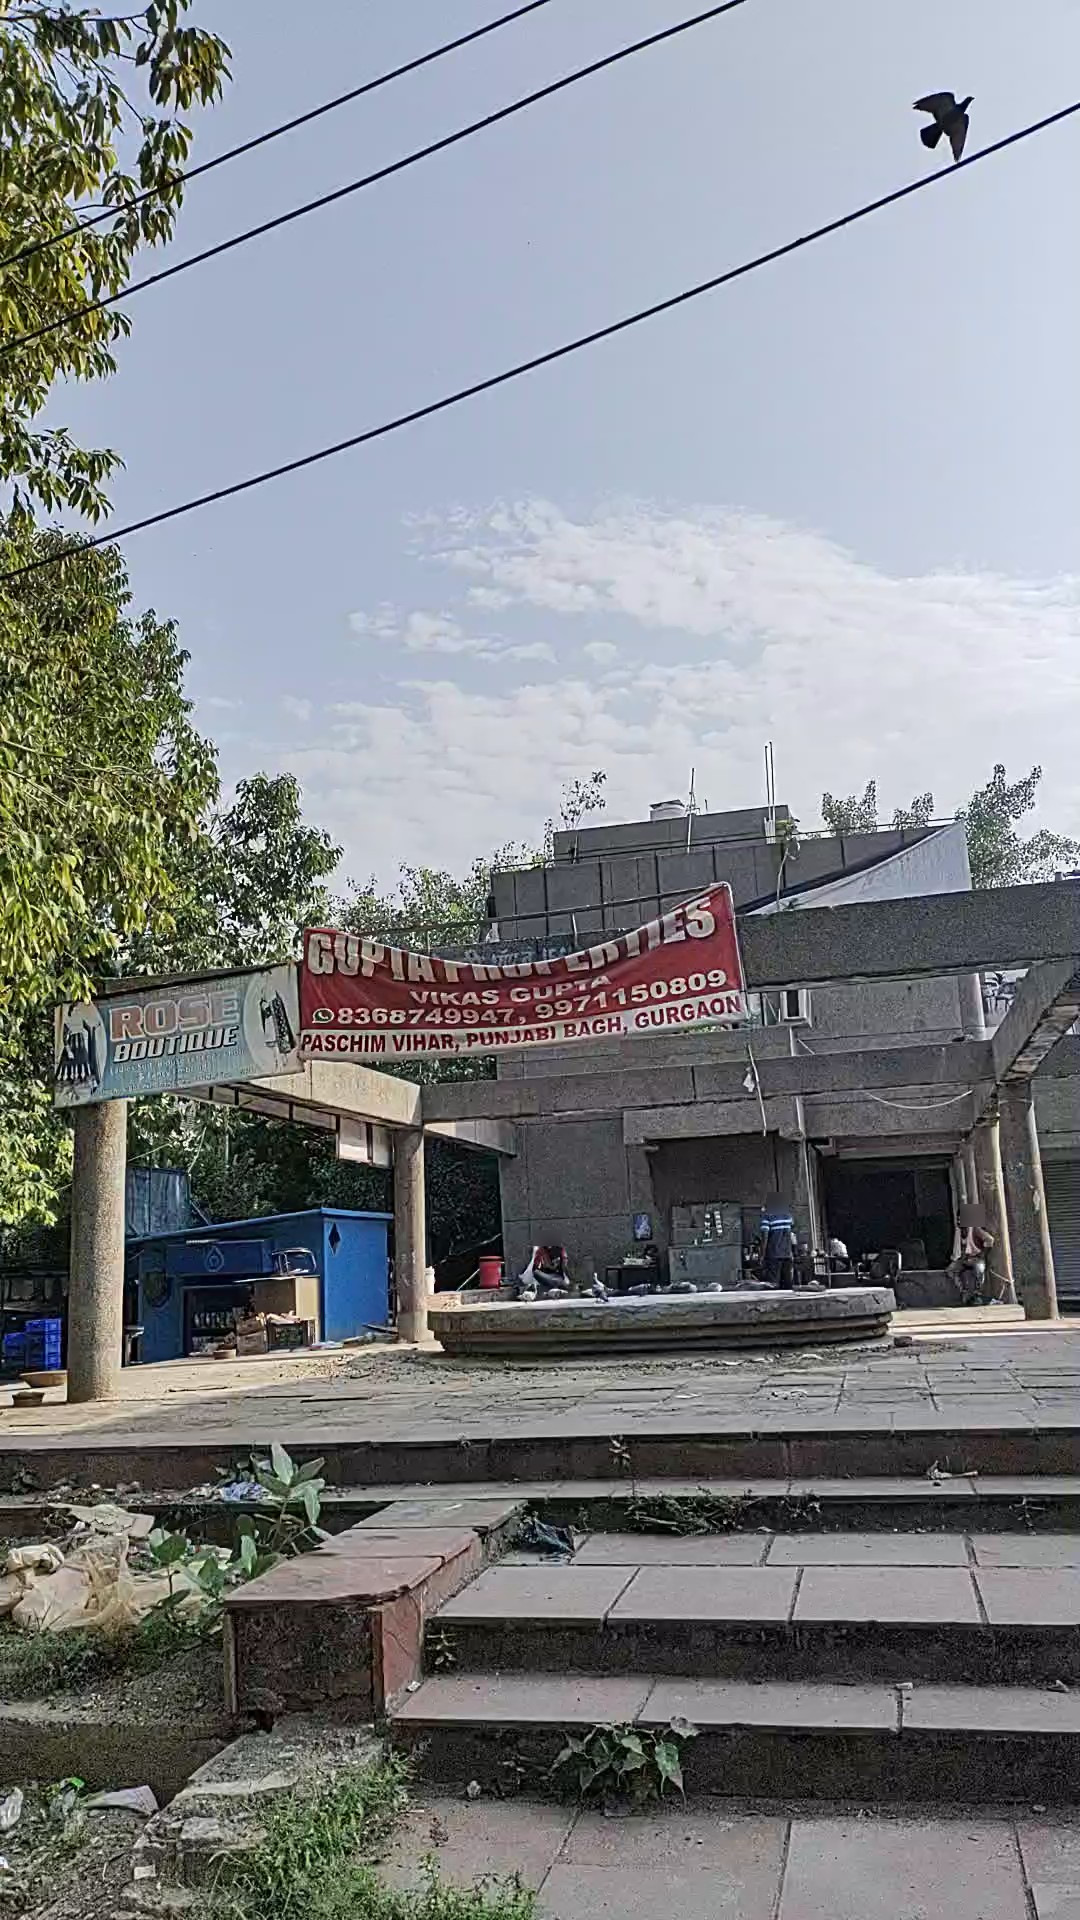 GUPTA PROPERTIES
VIKAS GUPTA
8368749947, 9971150809
PASCHIM VIHAR, PUNJABI BAGH, GURGAON
ROSE
BOUTIQUE